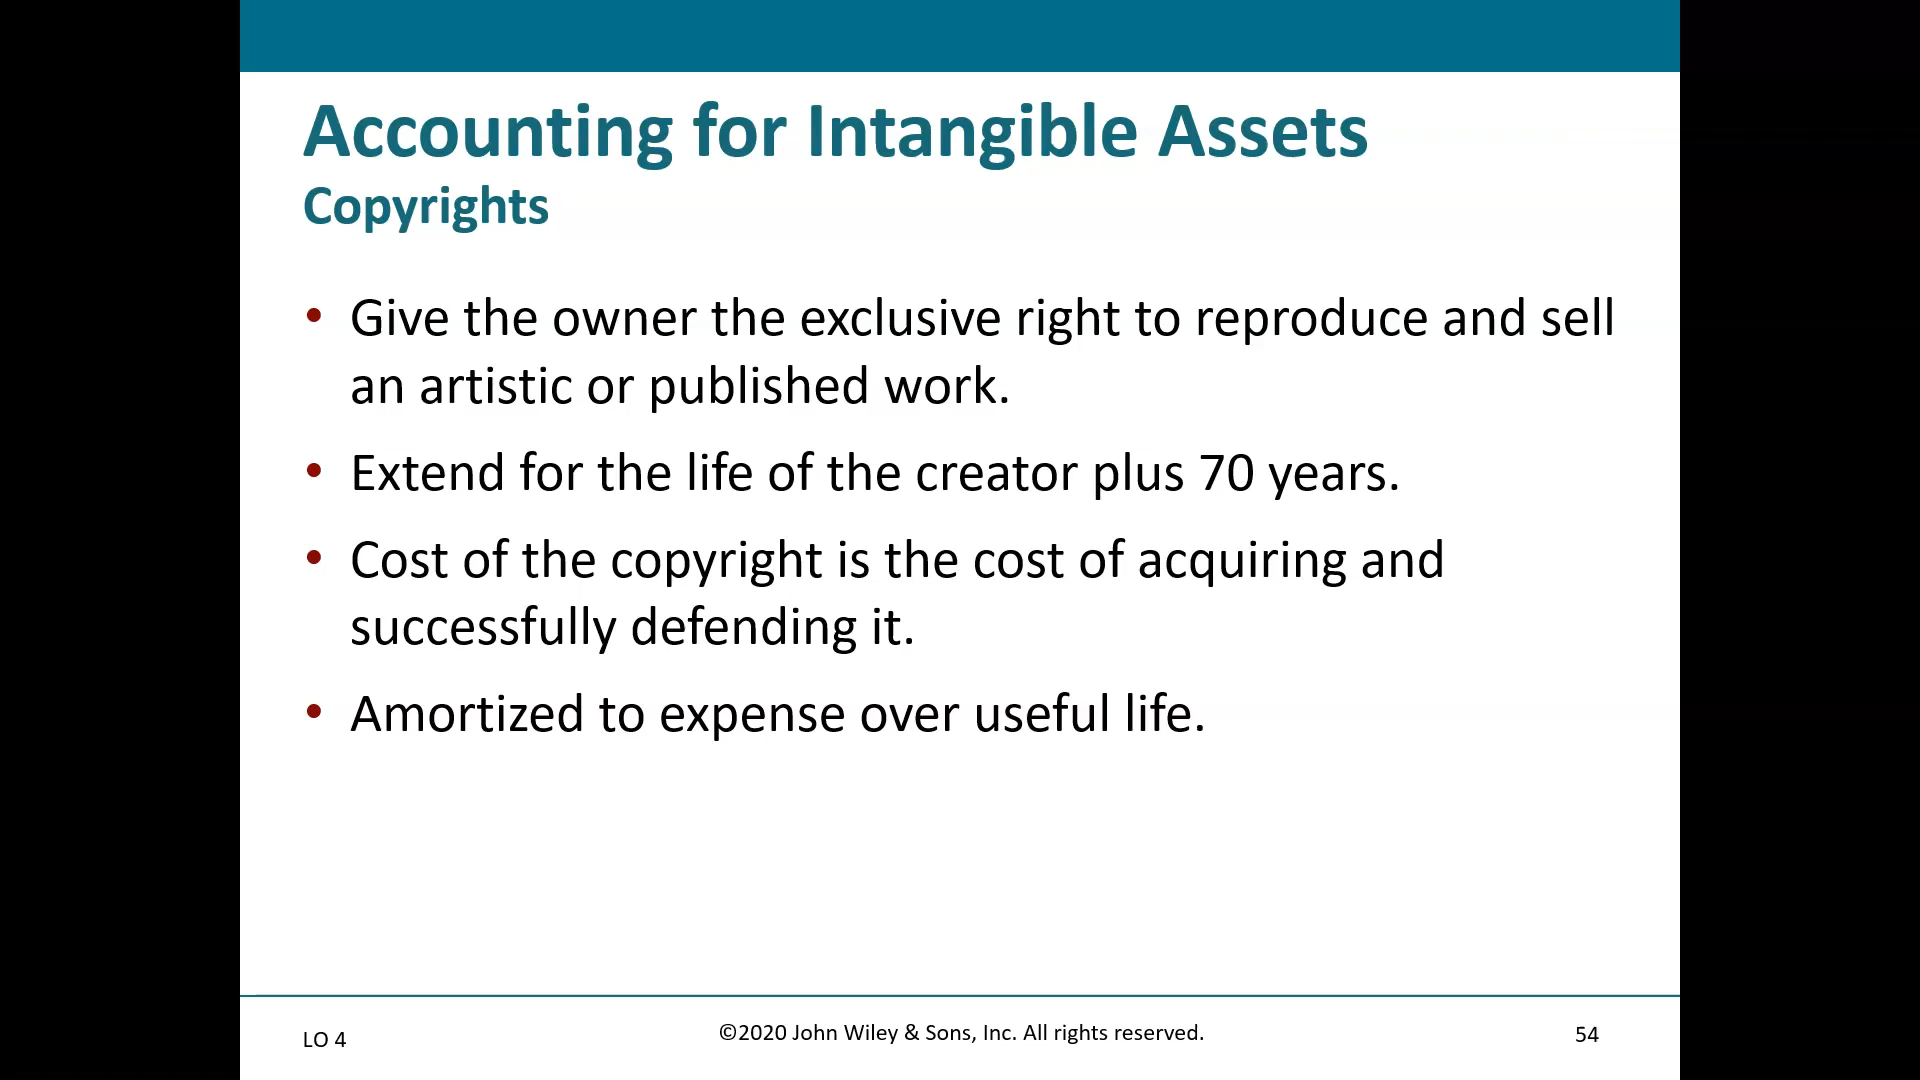 Accounting for Intangible Assets
Copyrights
• Give the owner the exclusive right to reproduce and sell
an artistic or published work.
• Extend for the life of the creator plus 70 years.
• Cost of the copyright is the cost of acquiring and
successfully defending it.
• Amortized to expense over useful life.
LO 4
©2020 John Wiley & Sons, Inc. All rights reserved.
54